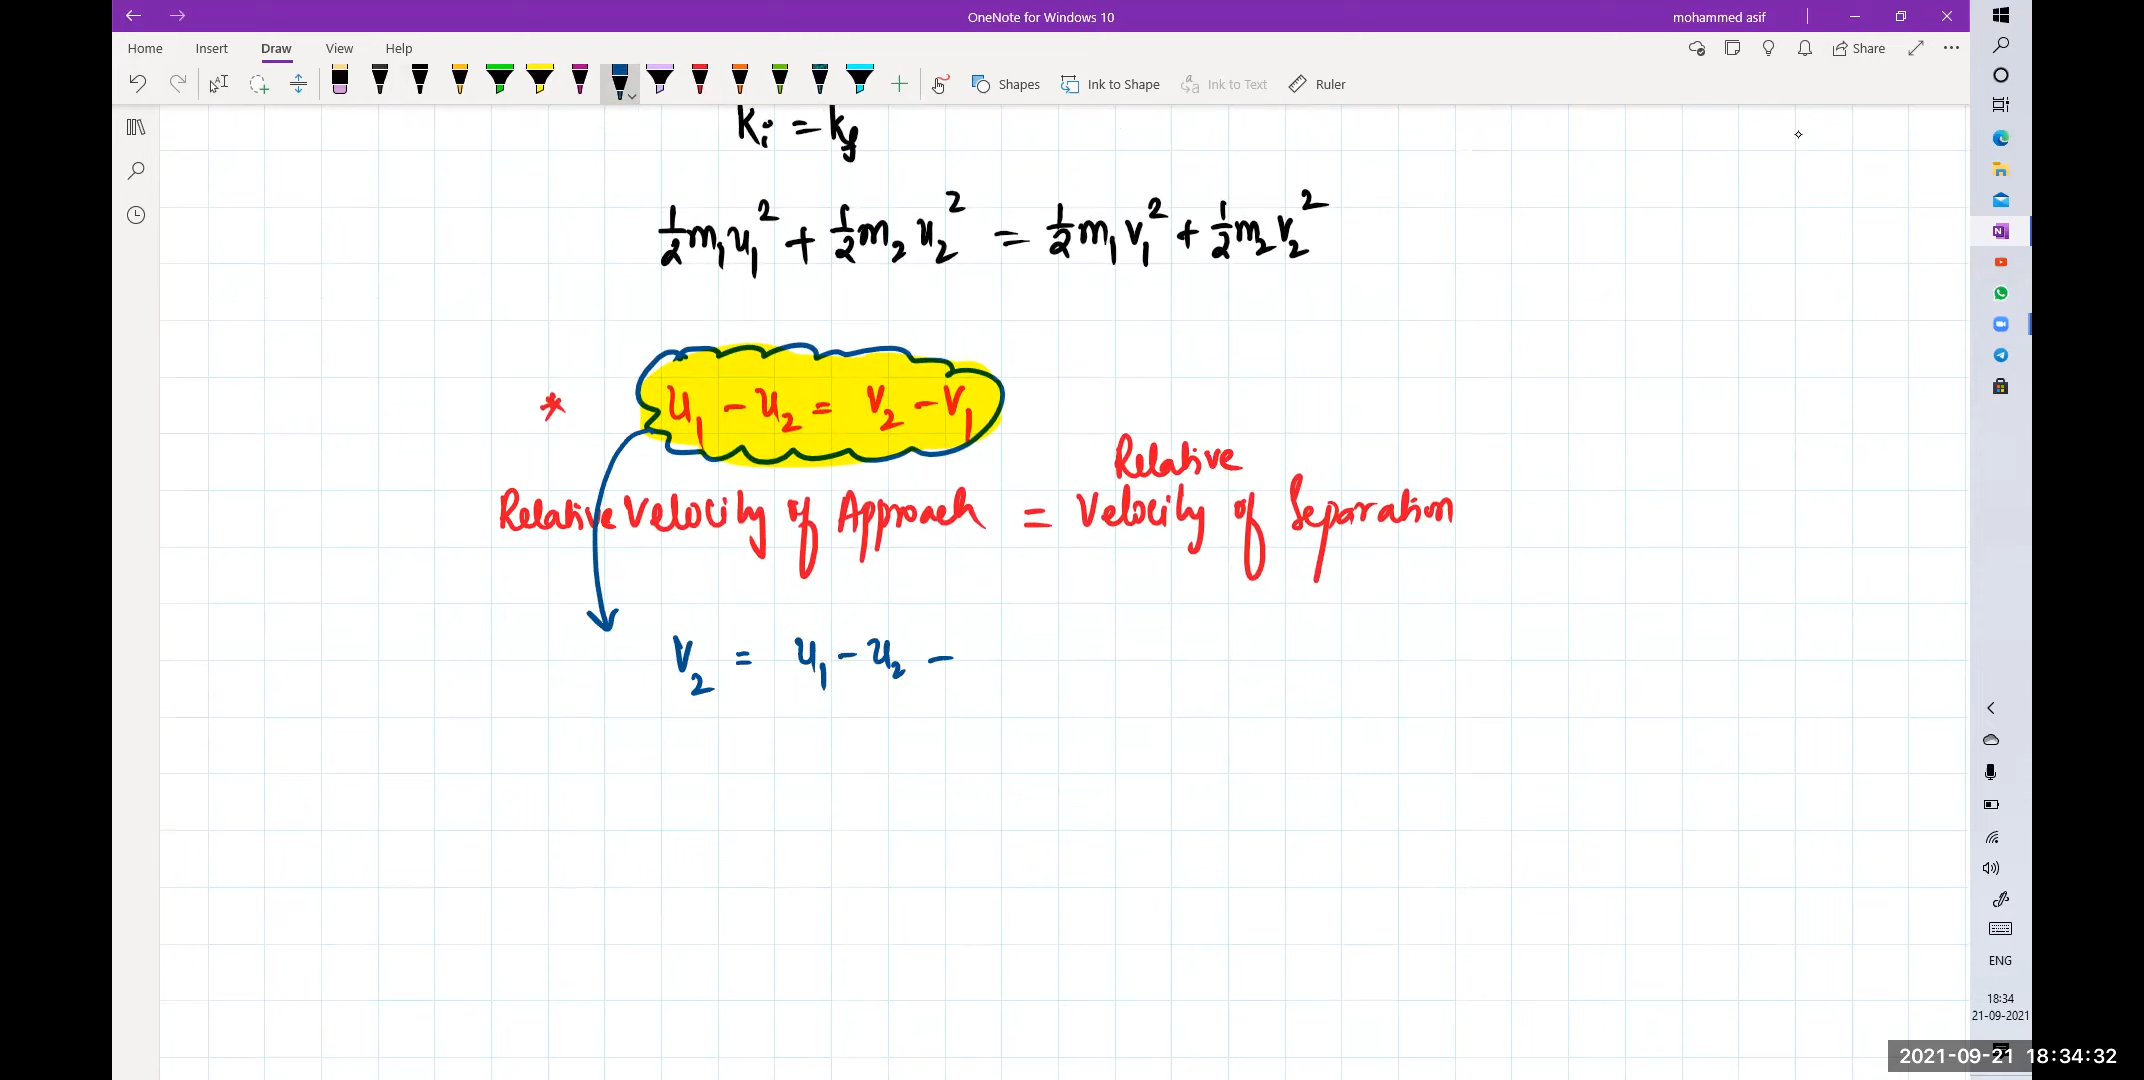 OneNote for Windows 10
mohammed asif
Home Insert Draw View Help
Share
Shapes Ink to Shape Ink to Text Ruler
Kᵢ = K_f
½m₁u₁² + ½m₂u₂² = ½m₁v₁² + ½m₂v₂²
* u₁ - u₂ = v₂ - v₁
Relative
Relative Velocity of Approach = Velocity of Separation
v₂ = u₁ - u₂ -
ENG
18:34
21-09-2021
2021-09-21 18:34:32